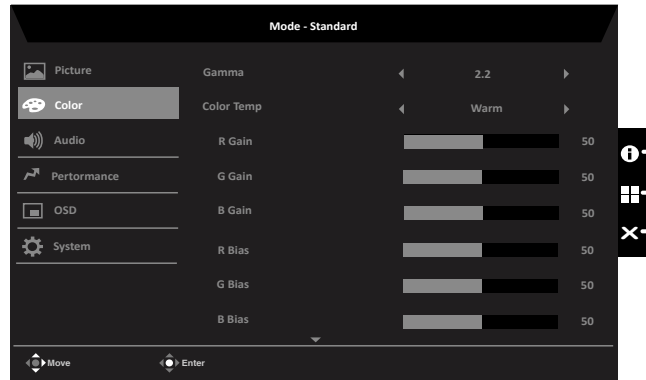 Mode - Standard
Picture
Gamma 2.2
Color
Color Temp Warm
Audio
R Gain 50
Pertormance
G Gain 50
OSD
B Gain 50
System
R Bias 50
G Bias 50
B Bias 50
Move Enter